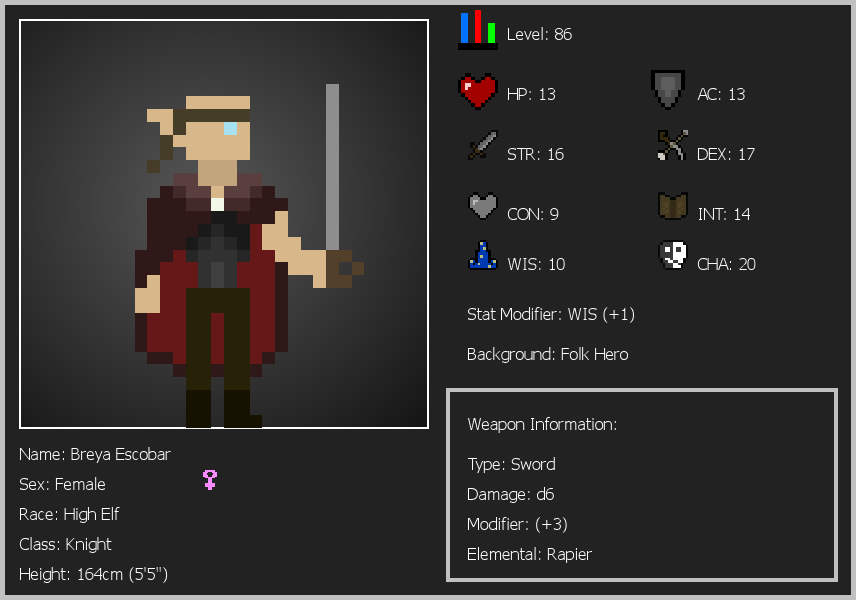 Level: 86
HP: 13
AC: 13
STR: 16
DEX: 17
CON: 9
INT: 14
WIS: 10
CHA: 20
Stat Modifier: WIS (+1)
Background: Folk Hero
Weapon Information:
Type: Sword
Damage: d6
Modifier: (+3)
Elemental: Rapier
Name: Breya Escobar
Sex: Female
Race: High Elf
Class: Knight
Height: 164cm (5'5")